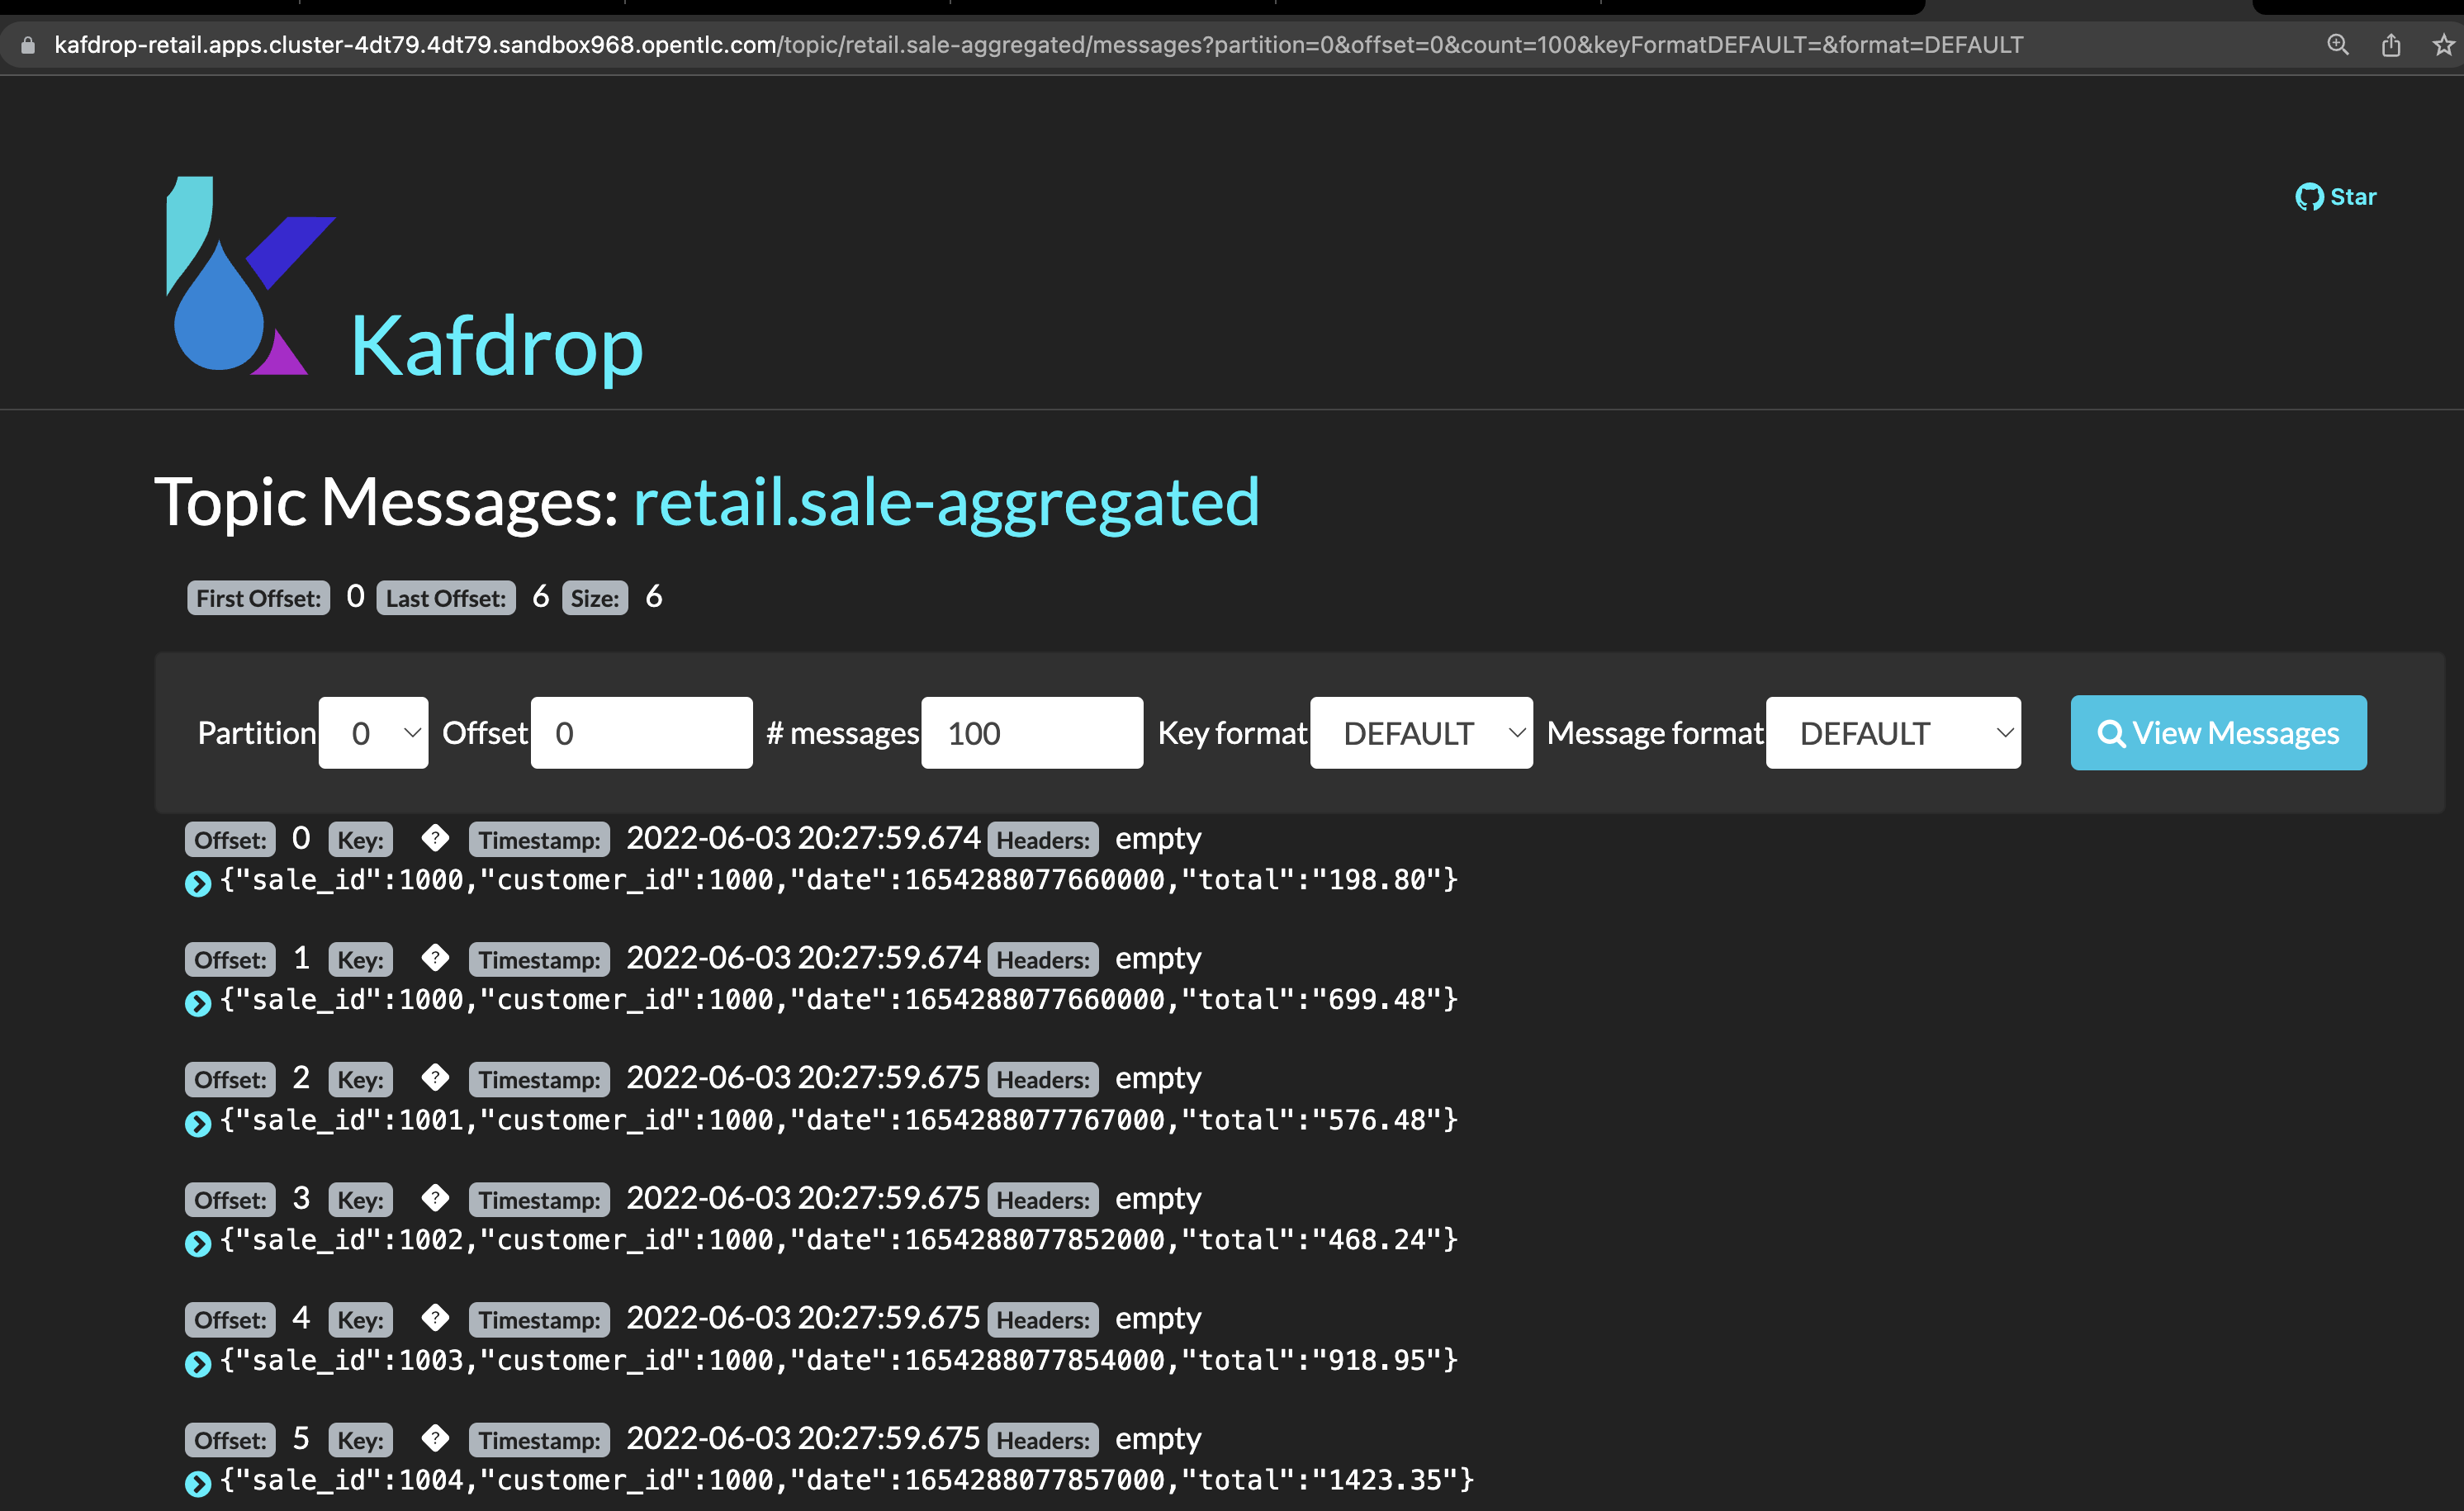 kafdrop-retail.apps.cluster-4dt79.4dt79.sandbox968.opentlc.com/topic/retail.sale-aggregated/messages?partition=0&offset=0&count=100&keyFormatDEFAULT=&format=DEFAULT
Star
Kafdrop
Topic Messages: retail.sale-aggregated
First Offset: 0 Last Offset: 6 Size: 6
Partition 0 Offset 0 # messages 100 Key format DEFAULT Message format DEFAULT View Messages
Offset: 0 Key: � Timestamp: 2022-06-03 20:27:59.674 Headers: empty
{"sale_id":1000,"customer_id":1000,"date":1654288077660000,"total":"198.80"}
Offset: 1 Key: � Timestamp: 2022-06-03 20:27:59.674 Headers: empty
{"sale_id":1000,"customer_id":1000,"date":1654288077660000,"total":"699.48"}
Offset: 2 Key: � Timestamp: 2022-06-03 20:27:59.675 Headers: empty
{"sale_id":1001,"customer_id":1000,"date":1654288077767000,"total":"576.48"}
Offset: 3 Key: � Timestamp: 2022-06-03 20:27:59.675 Headers: empty
{"sale_id":1002,"customer_id":1000,"date":1654288077852000,"total":"468.24"}
Offset: 4 Key: � Timestamp: 2022-06-03 20:27:59.675 Headers: empty
{"sale_id":1003,"customer_id":1000,"date":1654288077854000,"total":"918.95"}
Offset: 5 Key: � Timestamp: 2022-06-03 20:27:59.675 Headers: empty
{"sale_id":1004,"customer_id":1000,"date":1654288077857000,"total":"1423.35"}